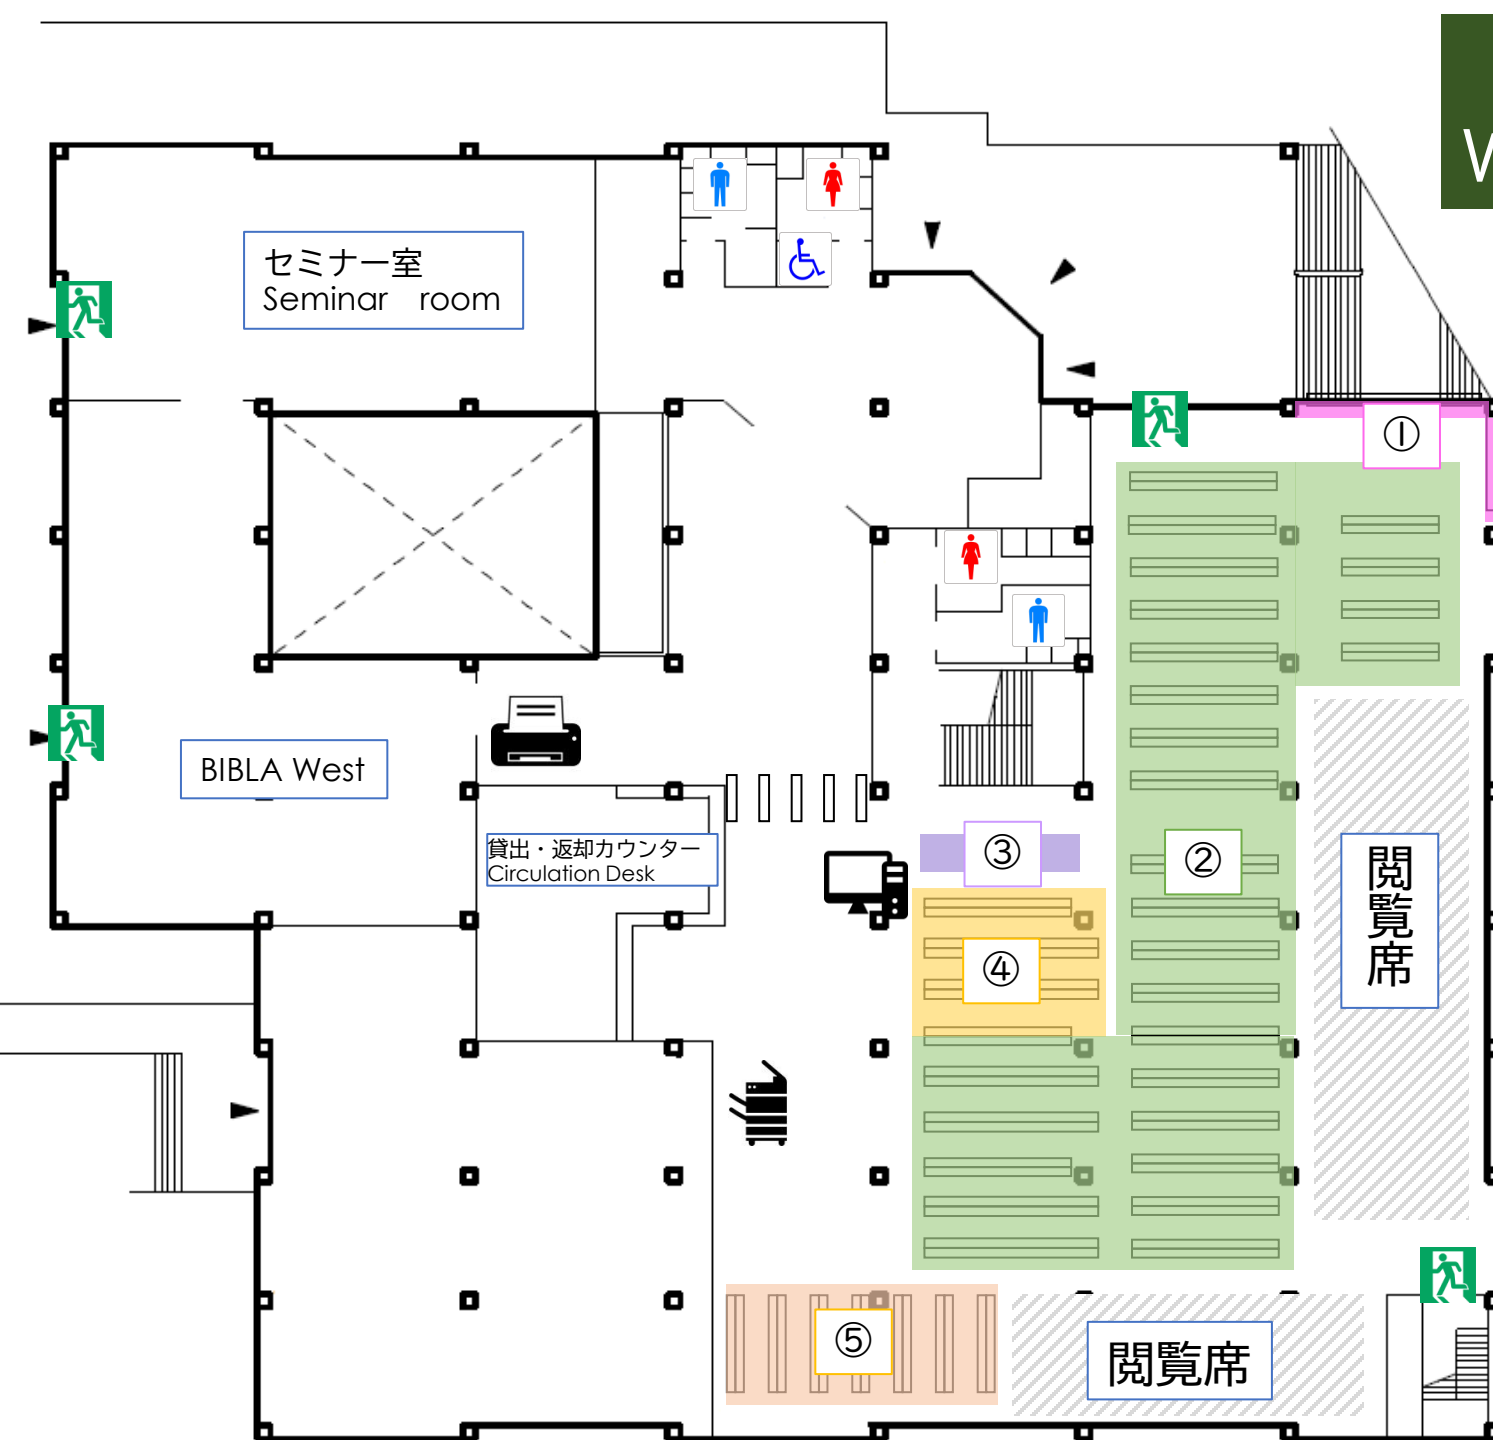 W
セミナー室
Seminar　room
①
BIBLA West
貸出・返却カウンター
Circulation Desk
③
②
閲覧席
④
⑤
閲覧席